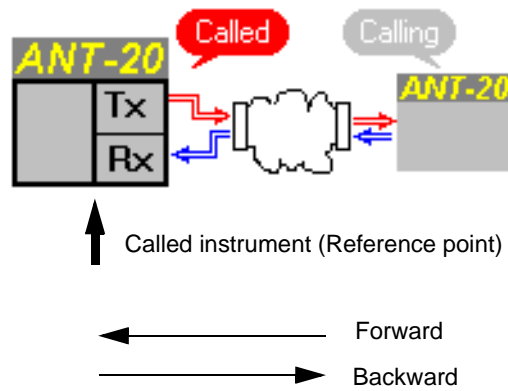 Called
Calling
ANT-20
ANT-20
Tx
Rx
Called instrument (Reference point)
Forward
Backward